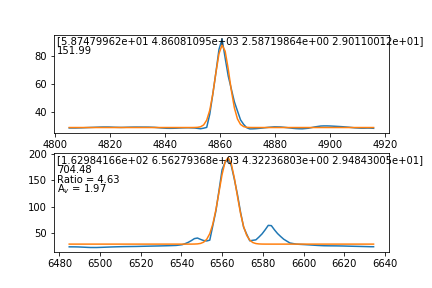 [5.87479962e+01 4.86081095e+03 2.58719864e+00 2.90110012e+01]
151.99
80
60
40
4800 4820 4840 4860 4880 4900 4920
[1.62984166e+02 6.56279368e+03 4.32236803e+00 2.94843005e+01]
704.48
Ratio = 4.63
Av = 1.97
200
150
100
50
6480 6500 6520 6540 6560 6580 6600 6620 6640